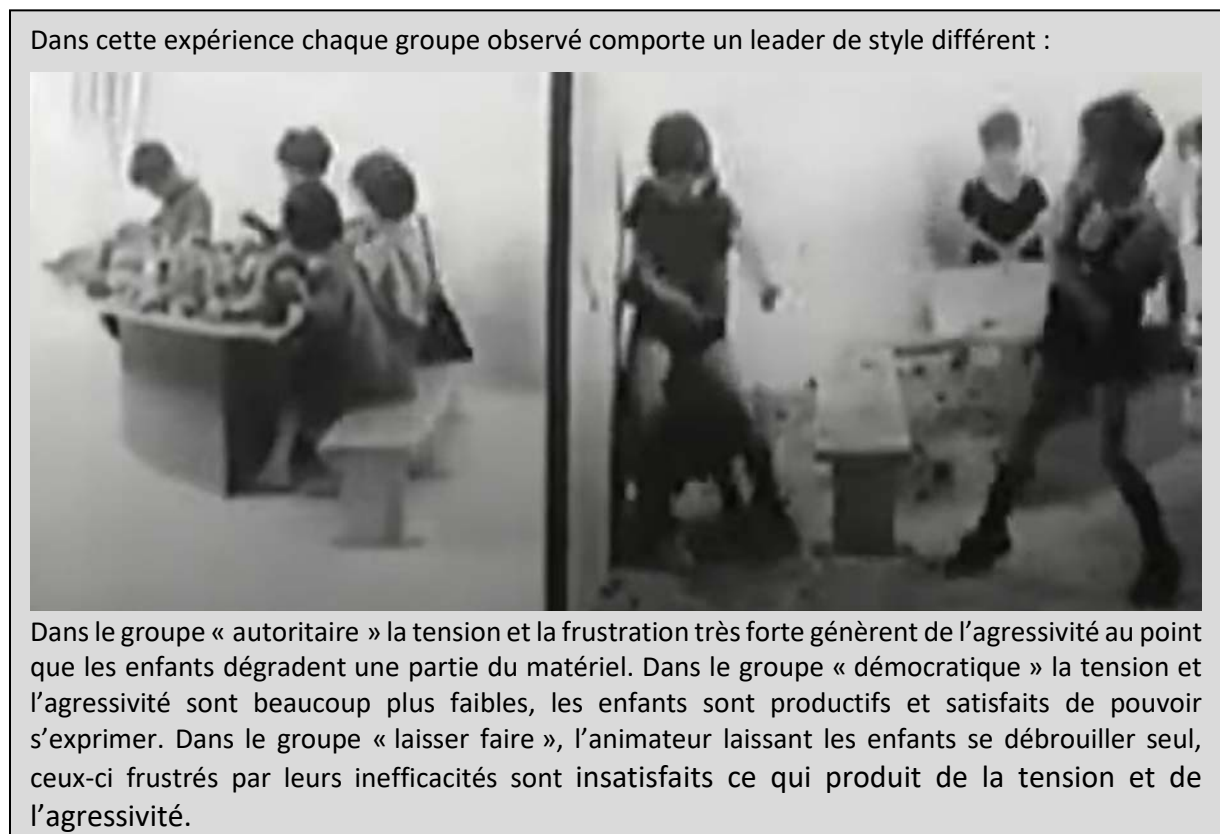 Dans cette expérience chaque groupe observé comporte un leader de style différent :
Dans le groupe « autoritaire » la tension et la frustration très forte génèrent de l’agressivité au point
que les enfants dégradent une partie du matériel. Dans le groupe « démocratique » la tension et
l’agressivité sont beaucoup plus faibles, les enfants sont productifs et satisfaits de pouvoir
s’exprimer. Dans le groupe « laisser faire », l’animateur laissant les enfants se débrouiller seul,
ceux-ci frustrés par leurs inefficacités sont insatisfaits ce qui produit de la tension et de
l’agressivité.